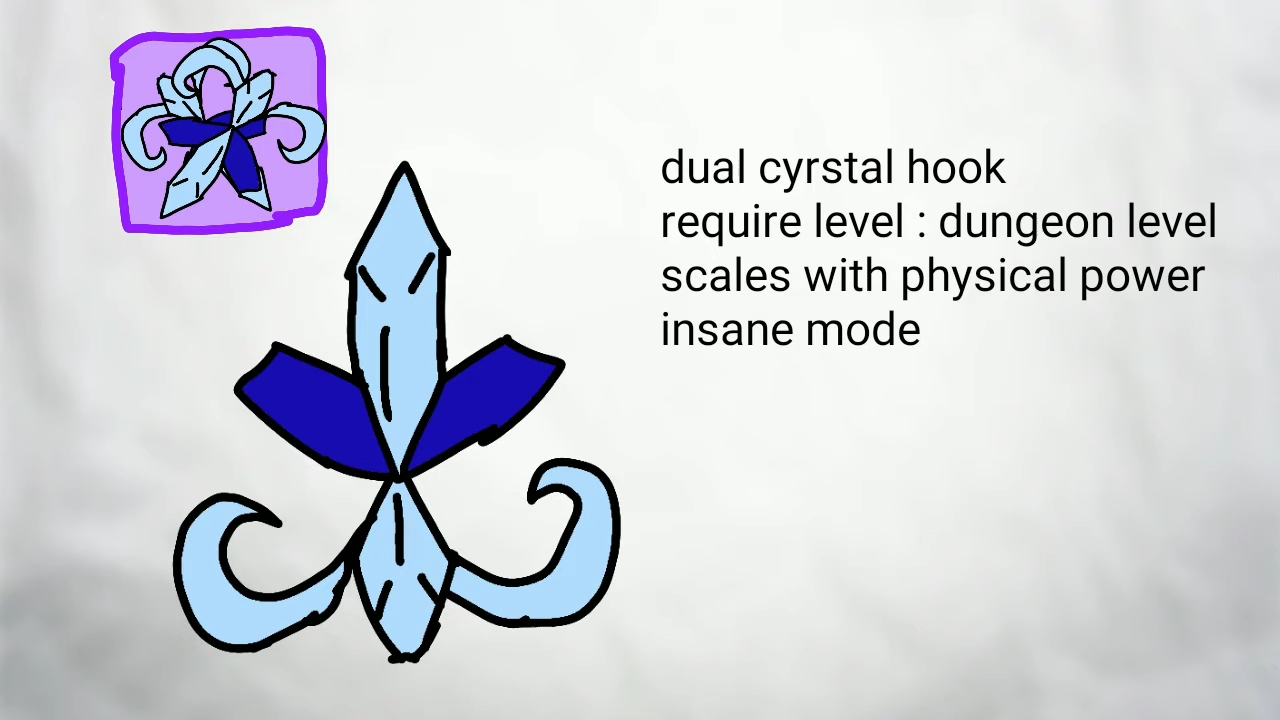 dual cyrstal hook
require level : dungeon level
scales with physical power
insane mode